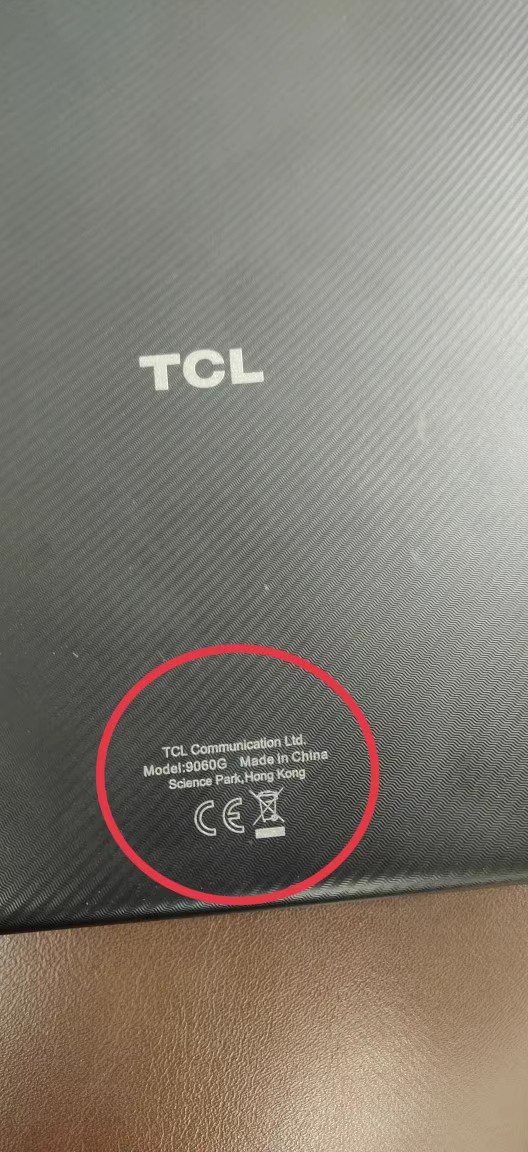 TCL
TCL Communication Ltd.
Model:9060G Made in China
Science Park,Hong Kong
CE